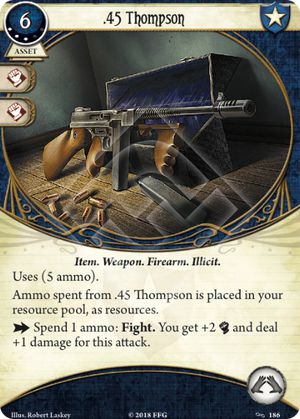 .45 Thompson
6
ASSET
Item. Weapon. Firearm. Illicit.
Uses (5 ammo).
Ammo spent from .45 Thompson is placed in
your resource pool, as resources.
Spend 1 ammo: Fight. You get +2 and deal
+1 damage for this attack.
Illus. Robert Laskey
© 2018 FFG
186